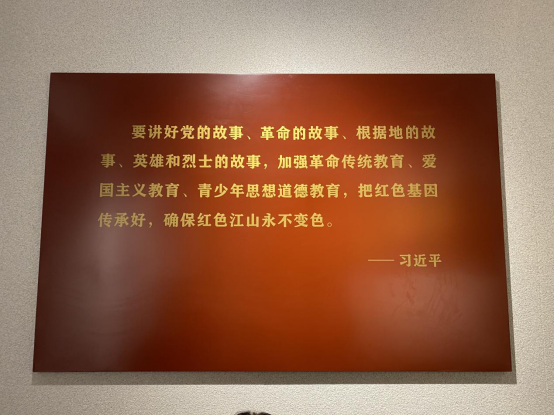 要讲好党的故事、革命的故事、根据地的故
事、英雄和烈士的故事，加强革命传统教育、爱
国主义教育、青少年思想道德教育，把红色基因
传承好，确保红色江山永不变色。
——习近平